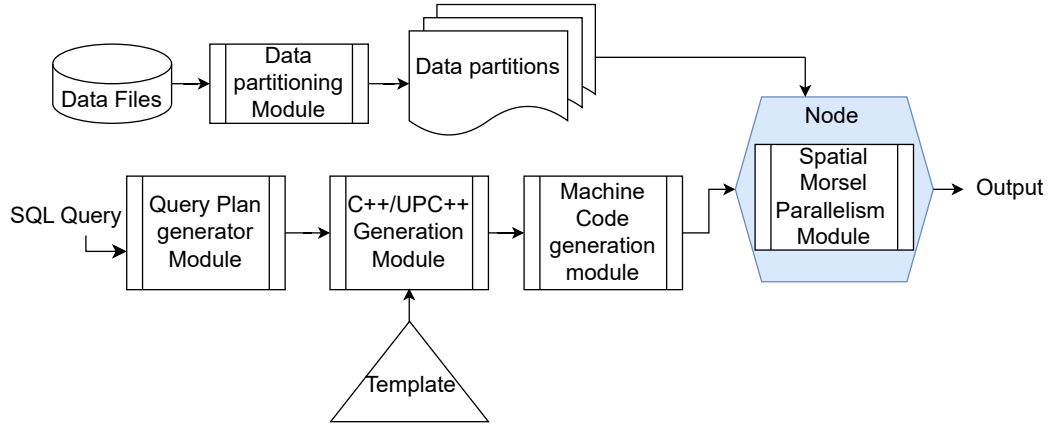 Data Files
Data
partitioning
Module
Data partitions
Node
Spatial
Morsel
Parallelism
Module
Output
SQL Query
Query Plan
generator
Module
C++/UPC++
Generation
Module
Machine
Code
generation
module
Template